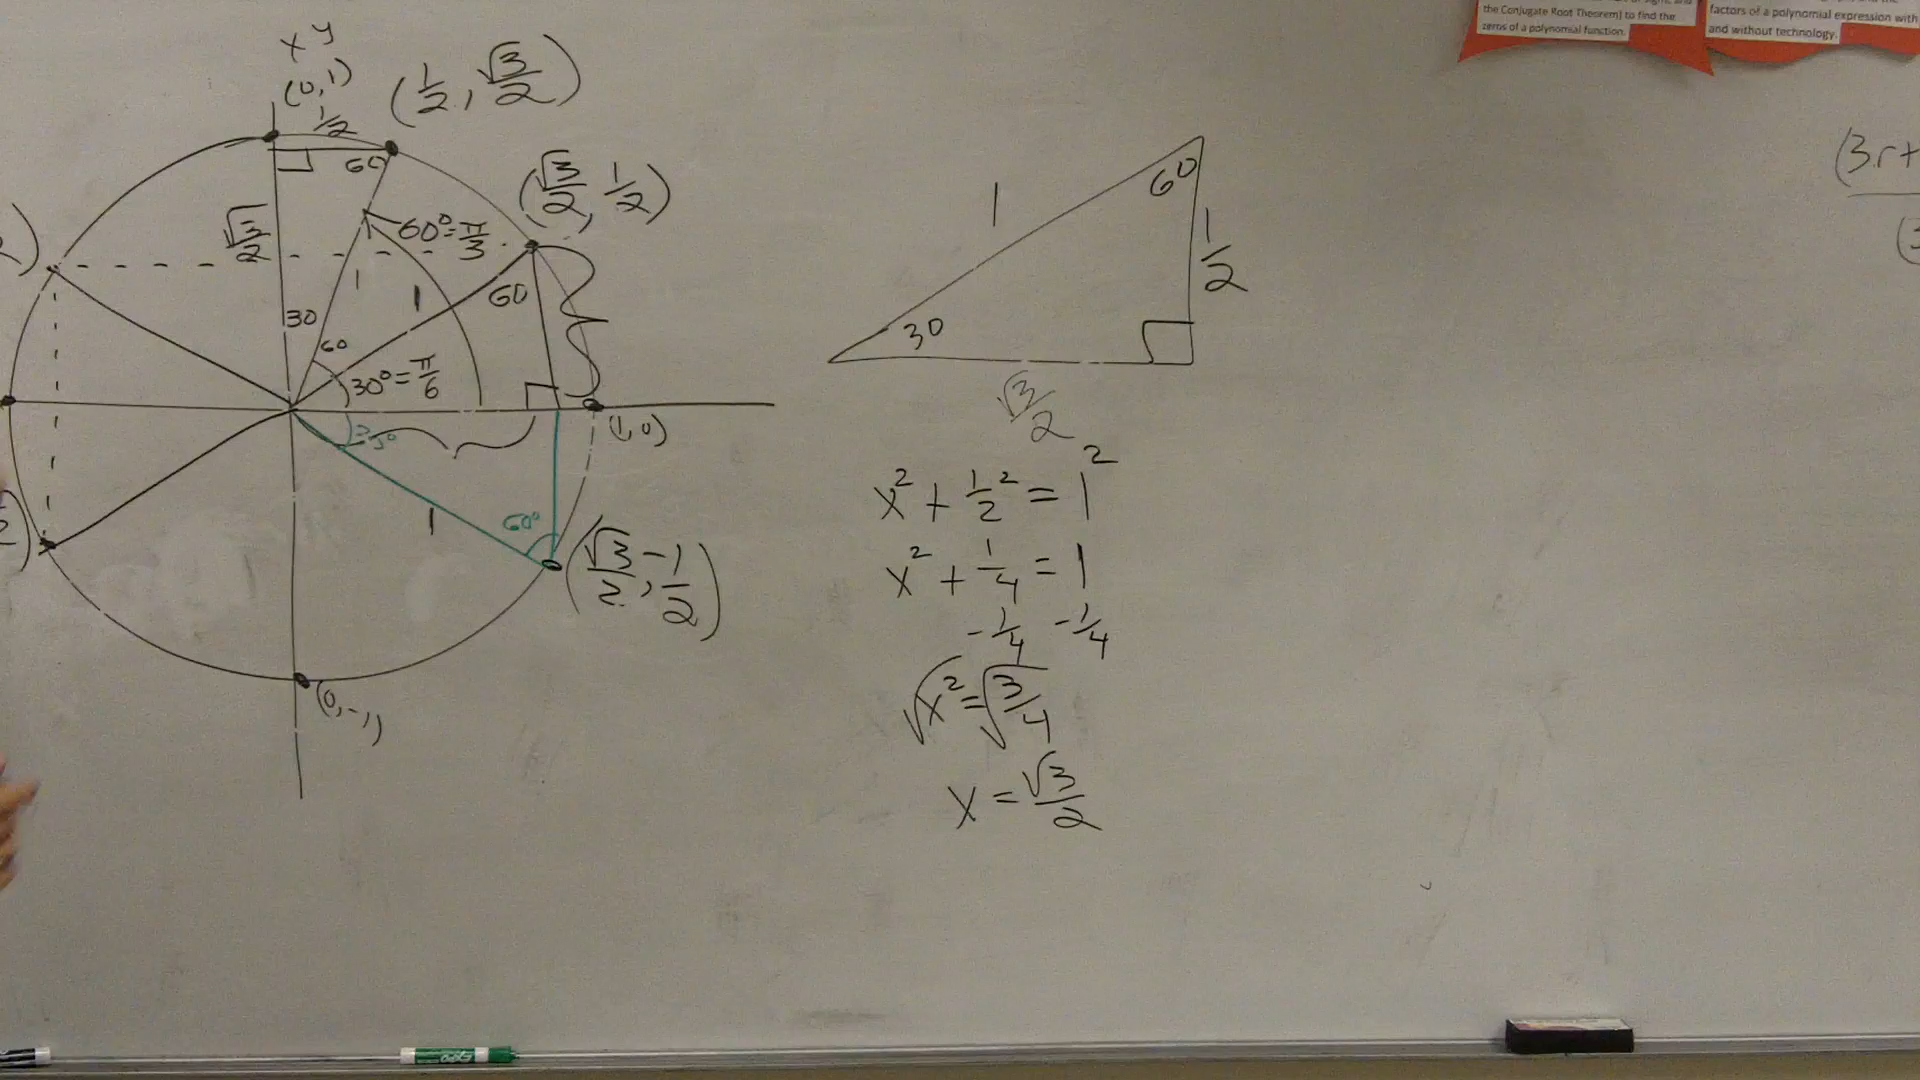 the Conjugate Root Theorem) to find the
zeros of a polynomial function.
factors of a polynomial expression with
and without technology.
x y
(0,1)
1/2
(1/2, √3/2)
60
(√3/2, 1/2)
√3/2
60° = π/3
1
1
60
30
60
30° = π/6
(1,0)
1
60°
(√3/2, -1/2)
(0,-1)
1
60
1/2
30
√3/2
x² + 1/2² = 1²
x² + 1/4 = 1
-1/4 -1/4
√x² = √3/4
x = √3/2
(3r+
EXPO